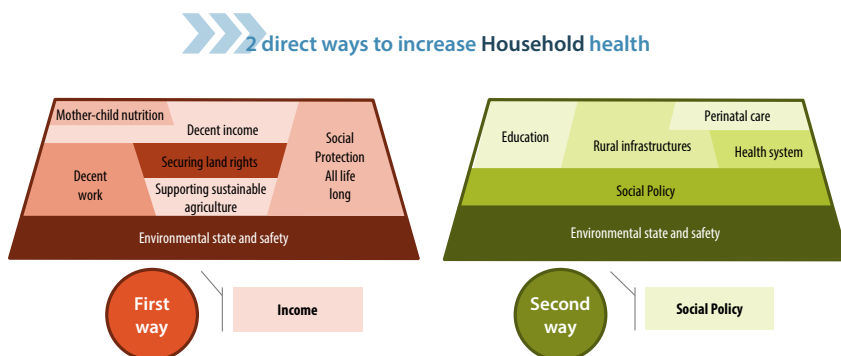 2 direct ways to increase Household health
Mother-child nutrition
Decent income
Social
Protection
All life
long
Securing land rights
Decent
work
Supporting sustainable
agriculture
Environmental state and safety
First
way
Income
Perinatal care
Education
Rural infrastructures
Health system
Social Policy
Environmental state and safety
Second
way
Social Policy